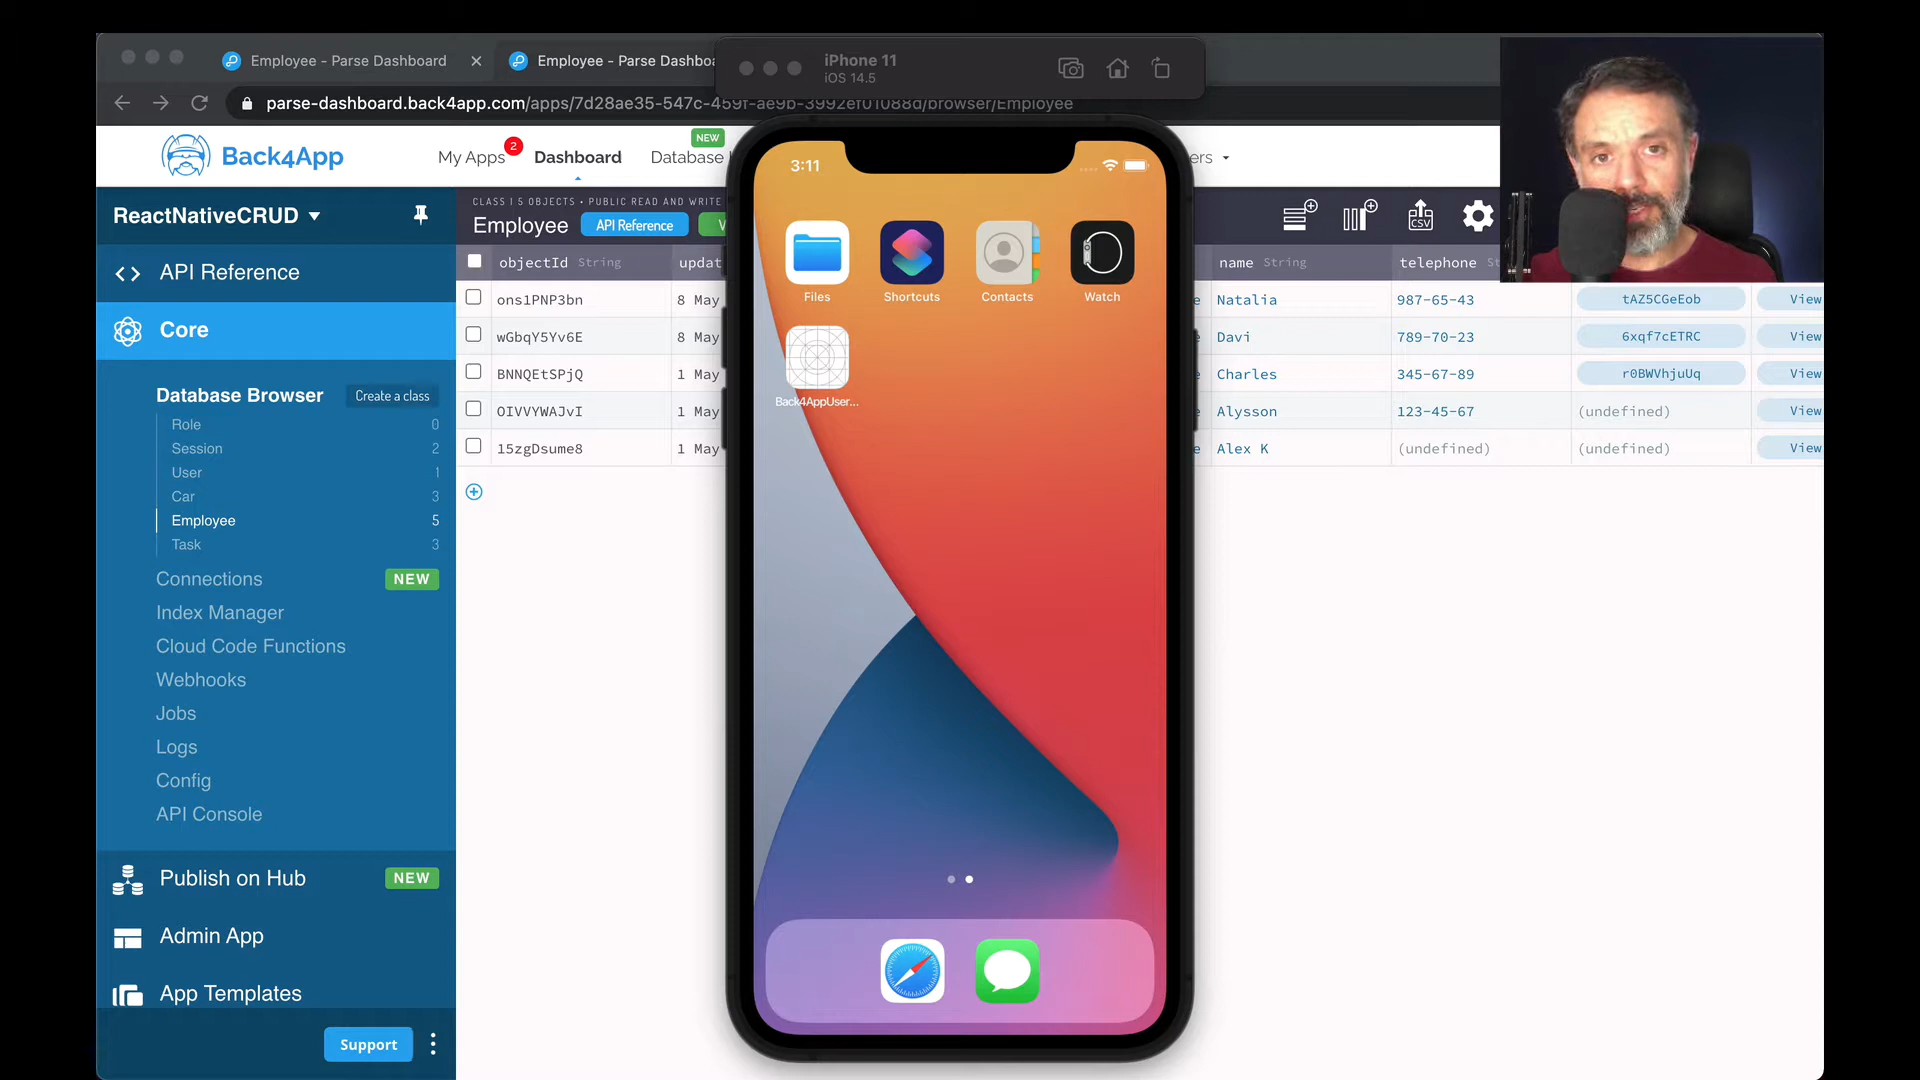 Employee - Parse Dashboard
Employee - Parse Dashboa
iPhone 11
iOS 14.5
parse-dashboard.back4app.com/apps/7d28ae35-547c-459f-ae9b-3992ef01088d/browser/Employee
Back4App
My Apps
2
Dashboard
Database
NEW
ers
ReactNativeCRUD
API Reference
Core
Database Browser
Create a class
Role 0
Session 2
User 1
Car 3
Employee 5
Task 3
Connections NEW
Index Manager
Cloud Code Functions
Webhooks
Jobs
Logs
Config
API Console
Publish on Hub NEW
Admin App
App Templates
Support
CLASS | 5 OBJECTS • PUBLIC READ AND WRITE
Employee
API Reference
V
CSV
objectId String updat name String telephone St
ons1PNP3bn 8 May e Natalia 987-65-43 tAZ5CGeEob View
wGbqY5Yv6E 8 May e Davi 789-70-23 6xqf7cETRC View
BNNQEtSPjQ 1 May e Charles 345-67-89 r0BWVhjuUq View
OIVVYWAJvI 1 May e Alysson 123-45-67 (undefined) View
15zgDsume8 1 May e Alex K (undefined) (undefined) View
3:11
Files
Shortcuts
Contacts
Watch
Back4AppUser...